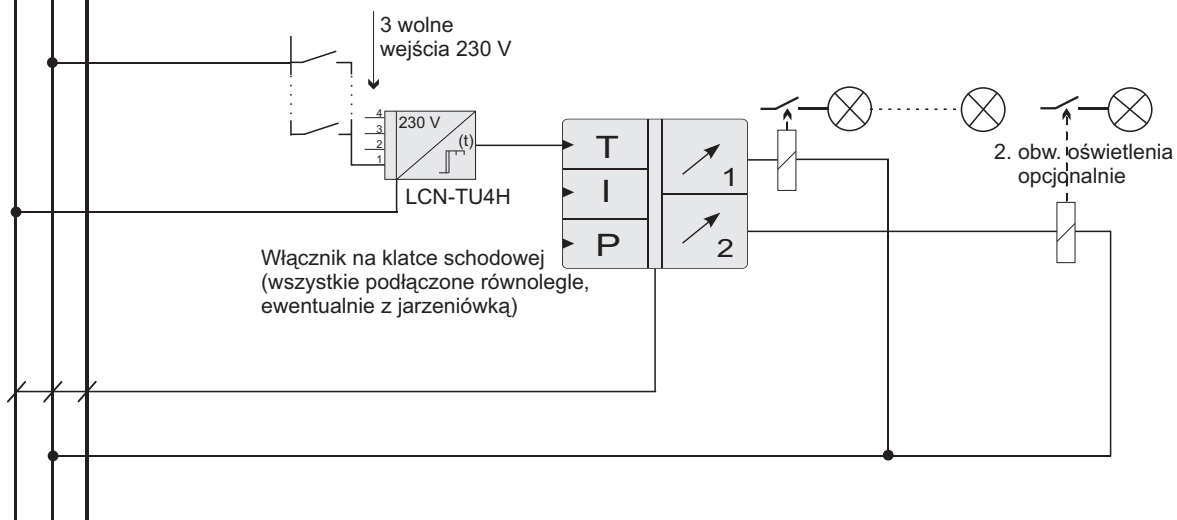 3 wolne
wejścia 230 V
4
3
2
1
230 V
(t)
LCN-TU4H
T
I
P
1
2
2. obw. oświetlenia
opcjonalnie
Włącznik na klatce schodowej
(wszystkie podłączone równolegle,
ewentualnie z jarzeniówką)